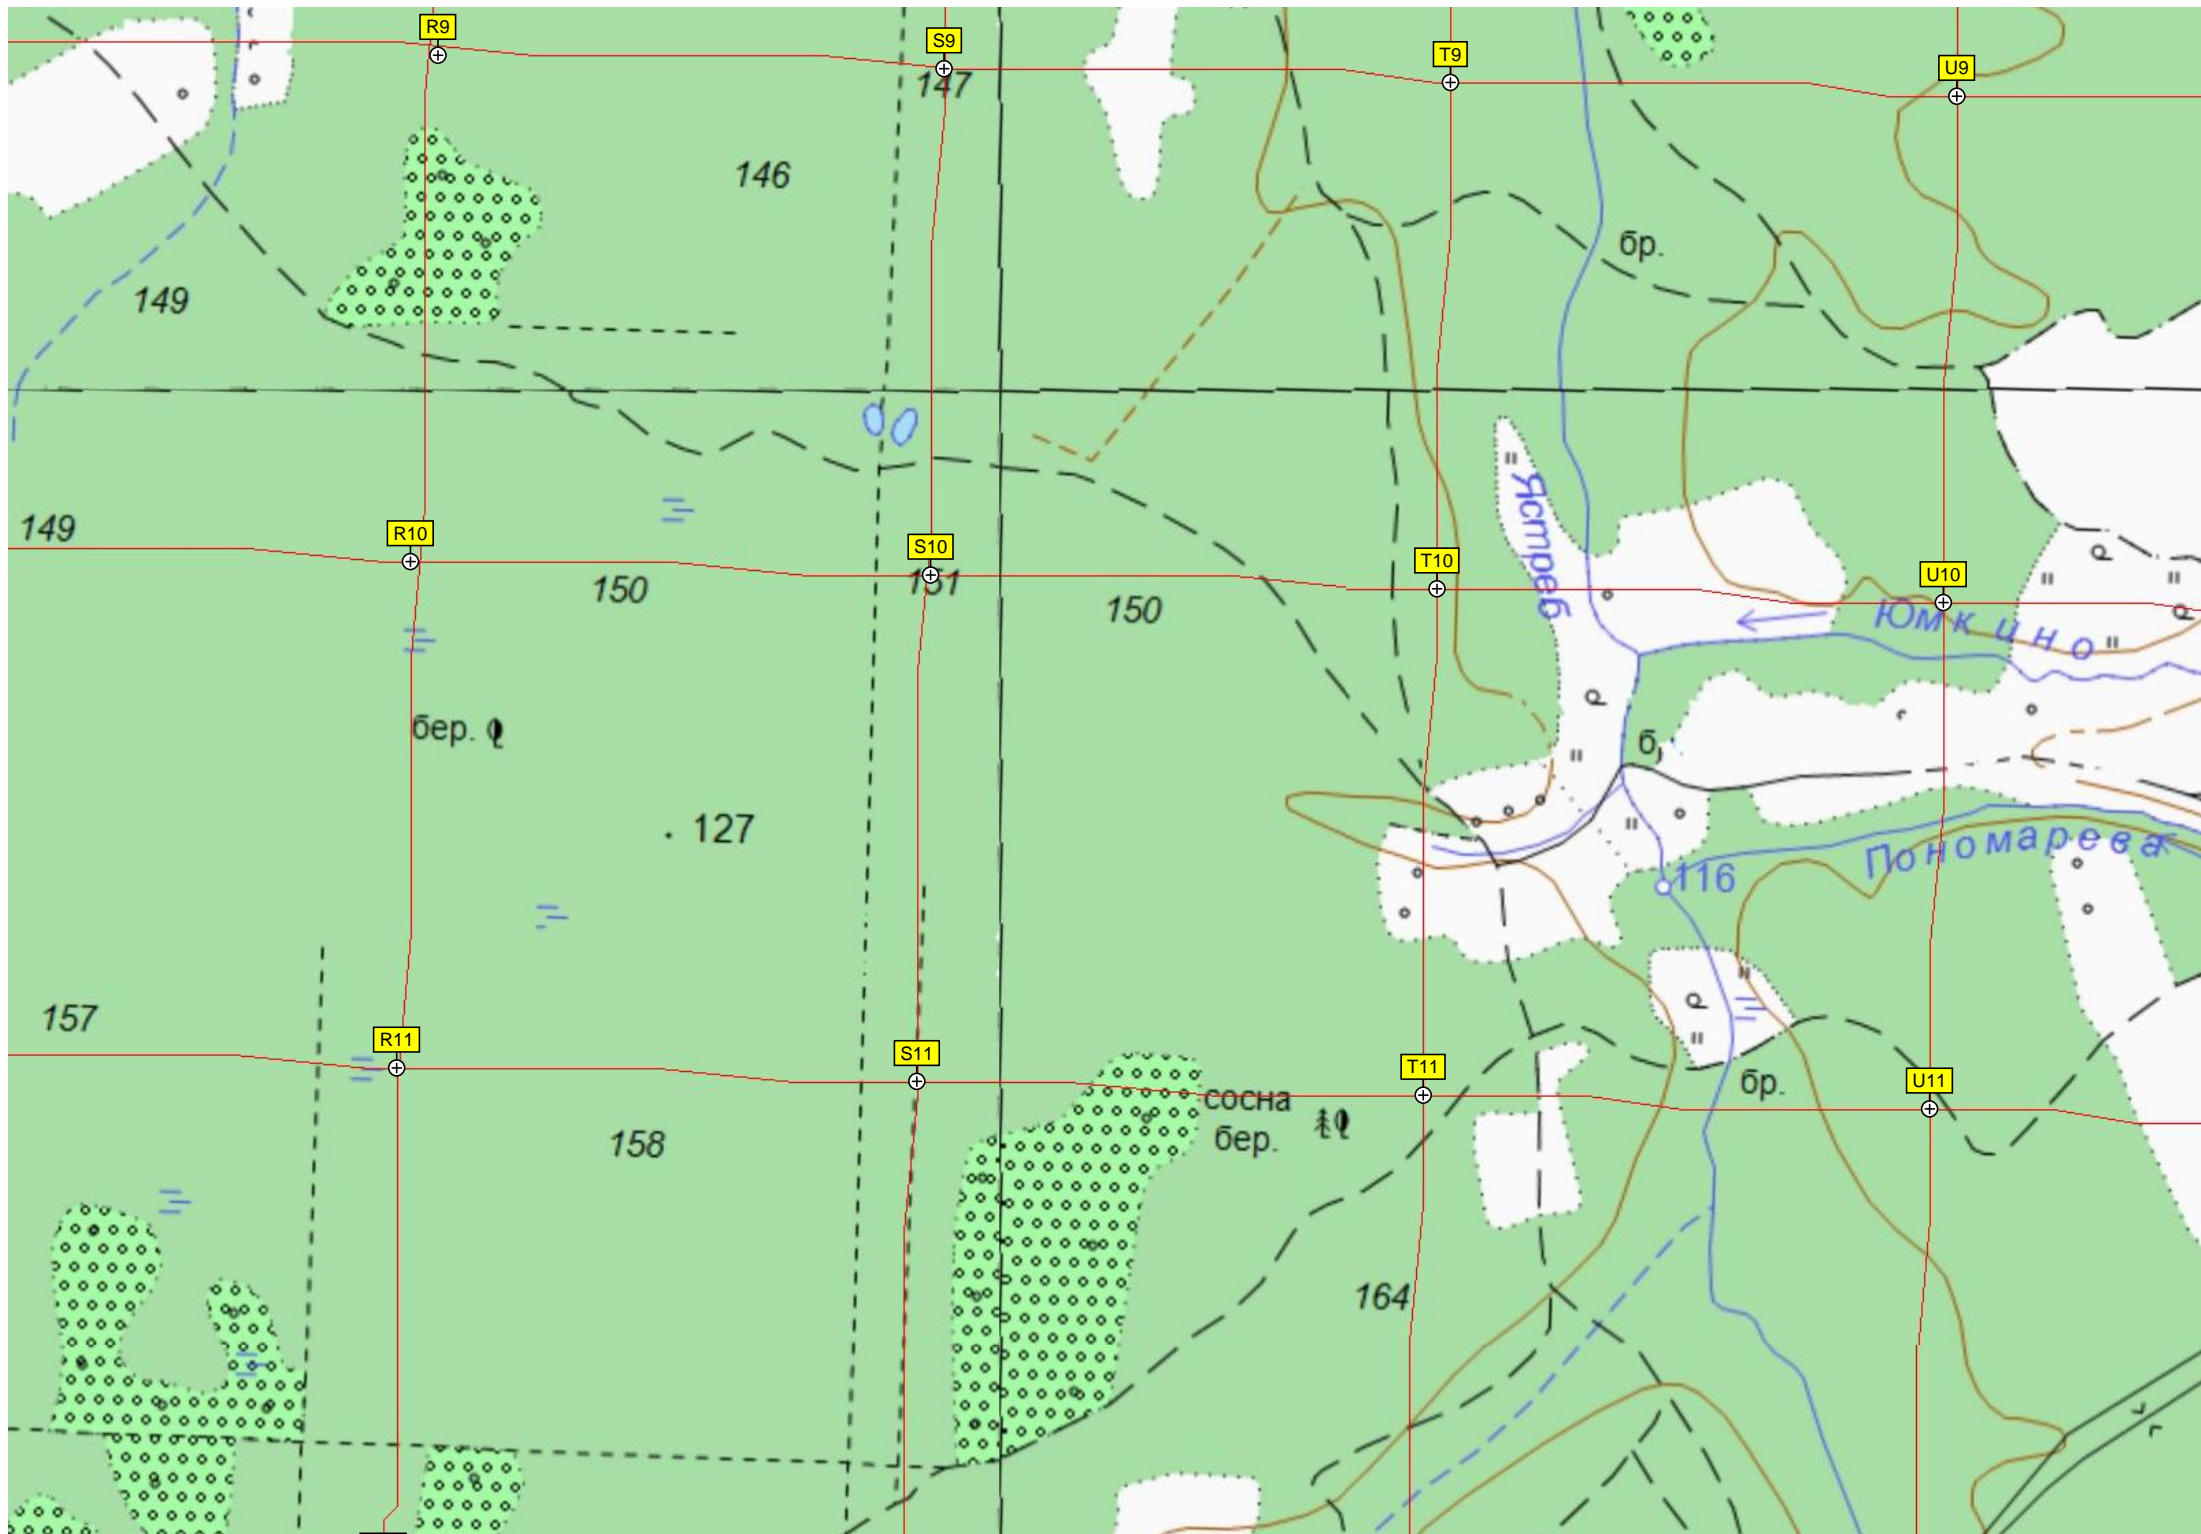 R9
S9
T9
U9
147
146
бр.
149
149
R10
S10
T10
U10
Ястреб
150
151
150
Юмкино
бер.
б.
127
Пономарева
116
157
R11
S11
T11
U11
сосна
бер.
бр.
158
164